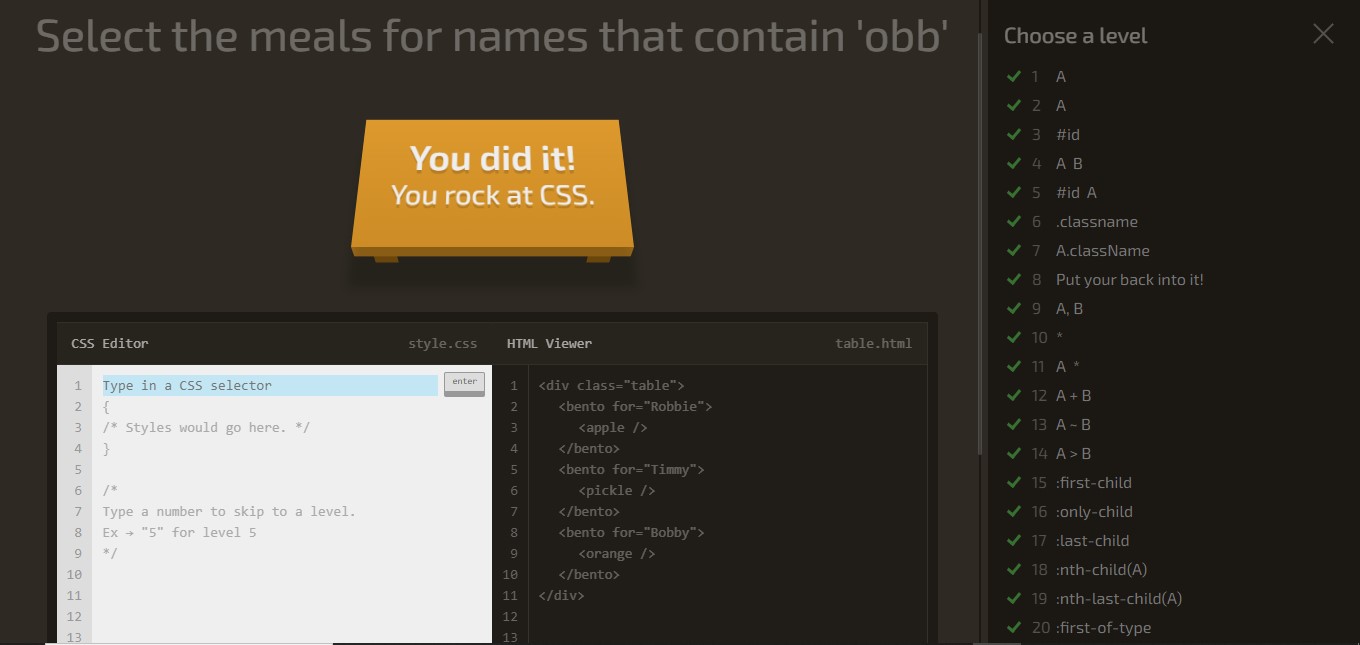 Select the meals for names that contain 'obb'
You did it!
You rock at CSS.
CSS Editor style.css
1 Type in a CSS selector enter
2 {
3 /* Styles would go here. */
4 }
5
6 /*
7 Type a number to skip to a level.
8 Ex → "5" for level 5
9 */
10
11
12
13
HTML Viewer table.html
1 <div class="table">
2 <bento for="Robbie">
3 <apple />
4 </bento>
5 <bento for="Timmy">
6 <pickle />
7 </bento>
8 <bento for="Bobby">
9 <orange />
10 </bento>
11 </div>
12
13
Choose a level
1 A
2 A
3 #id
4 A B
5 #id A
6 .classname
7 A.className
8 Put your back into it!
9 A, B
10 *
11 A *
12 A + B
13 A ~ B
14 A > B
15 :first-child
16 :only-child
17 :last-child
18 :nth-child(A)
19 :nth-last-child(A)
20 :first-of-type